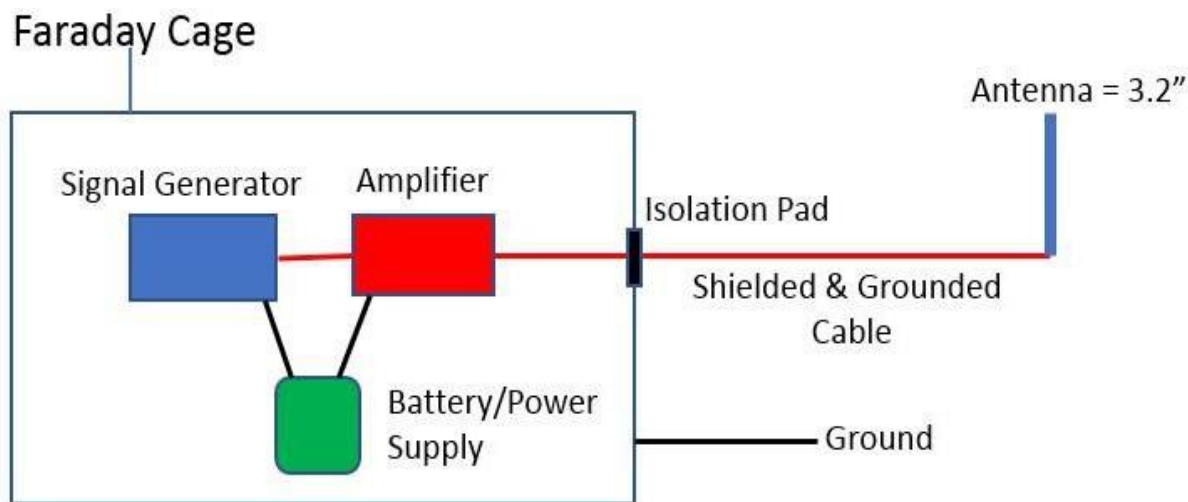 Faraday Cage
Antenna = 3.2”
Signal Generator
Amplifier
Isolation Pad
Shielded & Grounded
Cable
Battery/Power
Supply
Ground